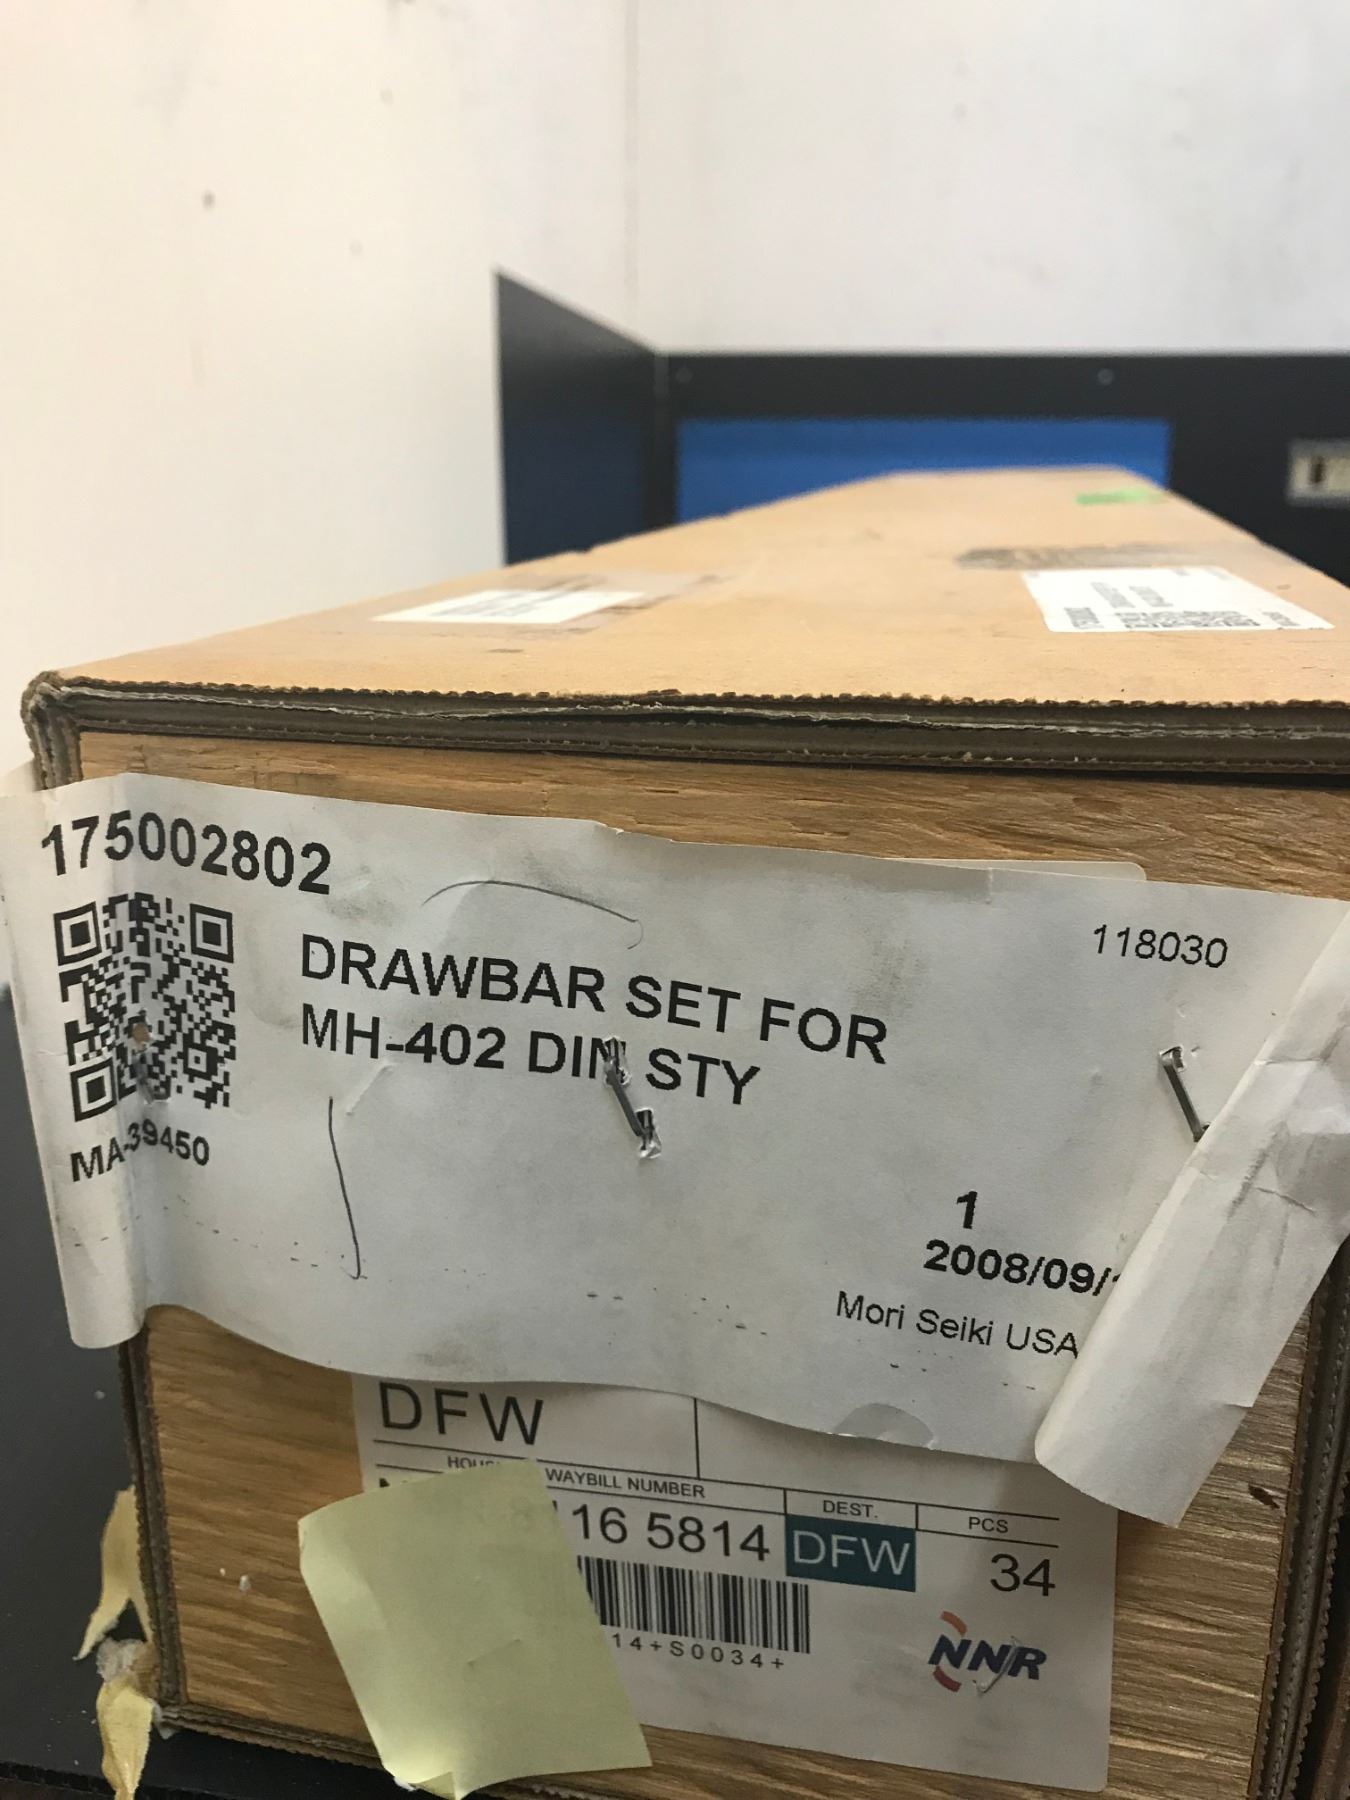 175002802
118030
DRAWBAR SET FOR
MH-402 DIN STY
MA-39450
1
2008/09/
Mori Seiki USA
DFW
WAYBILL NUMBER
DEST.
PCS
16 5814
DFW
34
14+S0034+
NNR